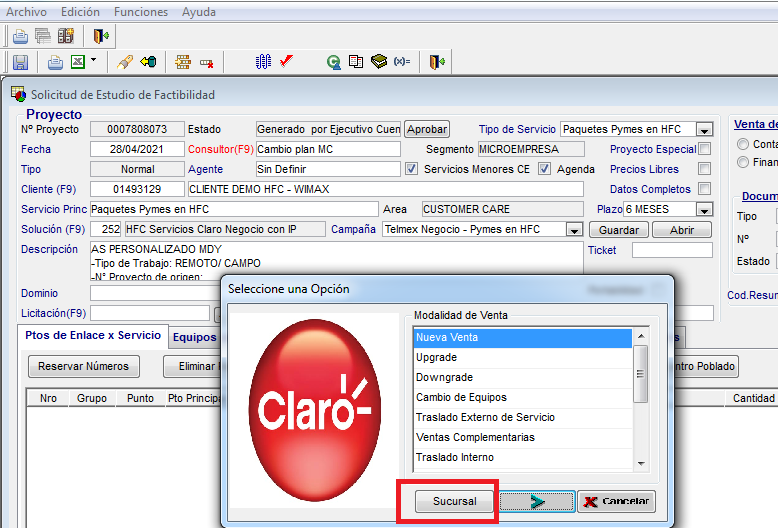 Archivo Edición Funciones Ayuda
Solicitud de Estudio de Factibilidad
Proyecto
Nº Proyecto 0007808073 Estado Generado por Ejecutivo Cuen Aprobar Tipo de Servicio Paquetes Pymes en HFC
Venta de
Fecha 28/04/2021 Consultor(F9) Cambio plan MC Segmento MICROEMPRESA Proyecto Especial
Conta
Tipo Normal Agente Sin Definir Servicios Menores CE Agenda Precios Libres
Finan
Cliente (F9) 01493129 CLIENTE DEMO HFC - WIMAX Datos Completos
Docum
Servicio Princ Paquetes Pymes en HFC Area CUSTOMER CARE Plazo 6 MESES
Tipo
Solución (F9) 252 HFC Servicios Claro Negocio con IP Campaña Telmex Negocio - Pymes en HFC Guardar Abrir
Nº
Descripción AS PERSONALIZADO MDY Ticket
-Tipo de Trabajo: REMOTO/ CAMPO
Estado
-N° Proyecto de origen:
Dominio
Cod.Resum
Licitación(F9)
Ptos de Enlace x Servicio Equipos
Reservar Números Eliminar
ntro Poblado
Nro Grupo Punto Pto Principa Cantidad
Seleccione una Opción
Claro
Modalidad de Venta
Nueva Venta
Upgrade
Downgrade
Cambio de Equipos
Traslado Externo de Servicio
Ventas Complementarias
Traslado Interno
Sucursal Cancelar